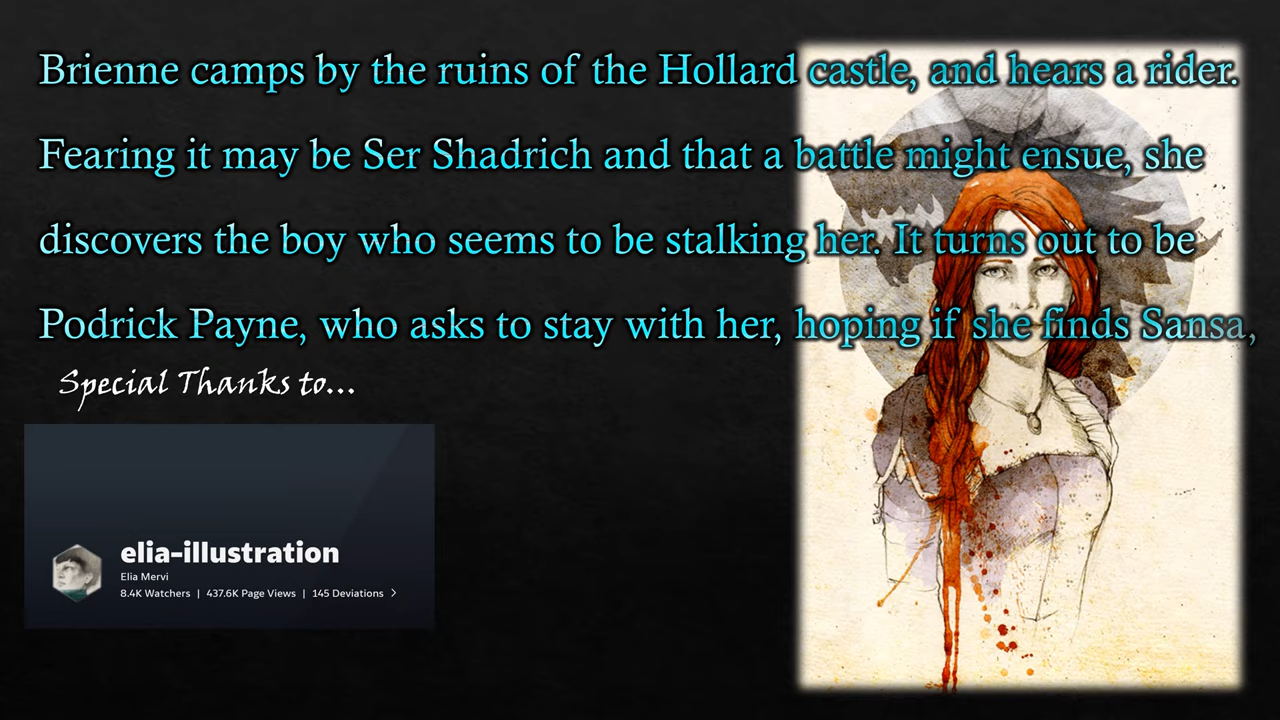 Brienne camps by the ruins of the Hollard castle, and hears a rider.
Fearing it may be Ser Shadrich and that a battle might ensue, she
discovers the boy who seems to be stalking her. It turns out to be
Podrick Payne, who asks to stay with her, hoping if she finds Sansa,
Special Thanks to...
elia-illustration
Elia Mervi
8.4K Watchers | 437.6K Page Views | 145 Deviations >